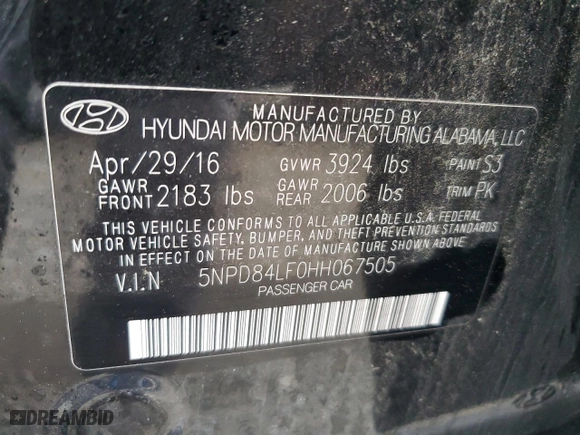 MANUFACTURED BY
HYUNDAI MOTOR MANUFACTURING ALABAMA, LLC
Apr/29/16 GVWR 3924 lbs PAINT S3
GAWR FRONT 2183 lbs GAWR REAR 2006 lbs TRIM PK
THIS VEHICLE CONFORMS TO ALL APPLICABLE U.S.A. FEDERAL
MOTOR VEHICLE SAFETY, BUMPER, AND THEFT PREVENTION STANDARDS
IN EFFECT ON THE DATE OF MANUFACTURE SHOWN ABOVE.
V.I.N 5NPD84LF0HH067505
PASSENGER CAR
DREAMBID